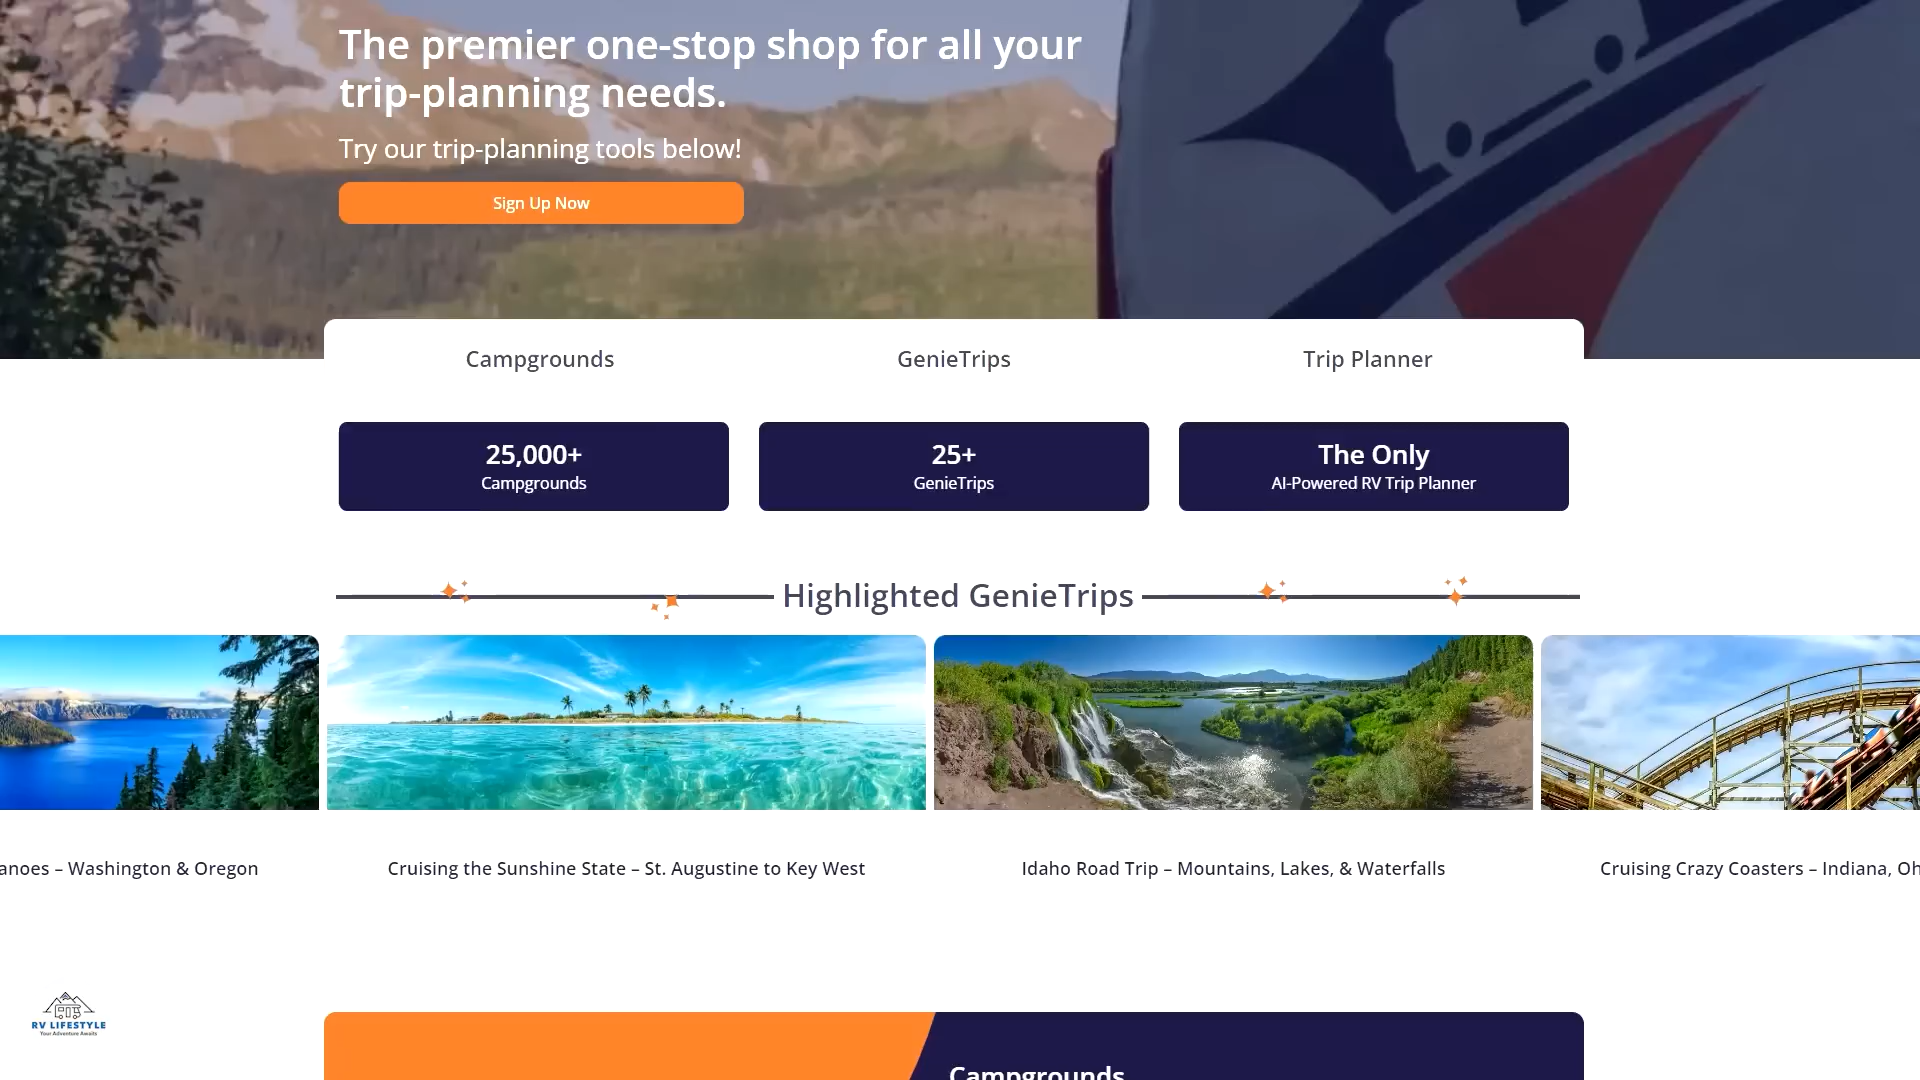 The premier one-stop shop for all your
trip-planning needs.
Try our trip-planning tools below!
Sign Up Now
Campgrounds
GenieTrips
Trip Planner
25,000+
Campgrounds
25+
GenieTrips
The Only
AI-Powered RV Trip Planner
Highlighted GenieTrips
anoes – Washington & Oregon
Cruising the Sunshine State – St. Augustine to Key West
Idaho Road Trip – Mountains, Lakes, & Waterfalls
Cruising Crazy Coasters – Indiana, Oh
RV LIFESTYLE
Your Adventure Awaits
Campgrounds